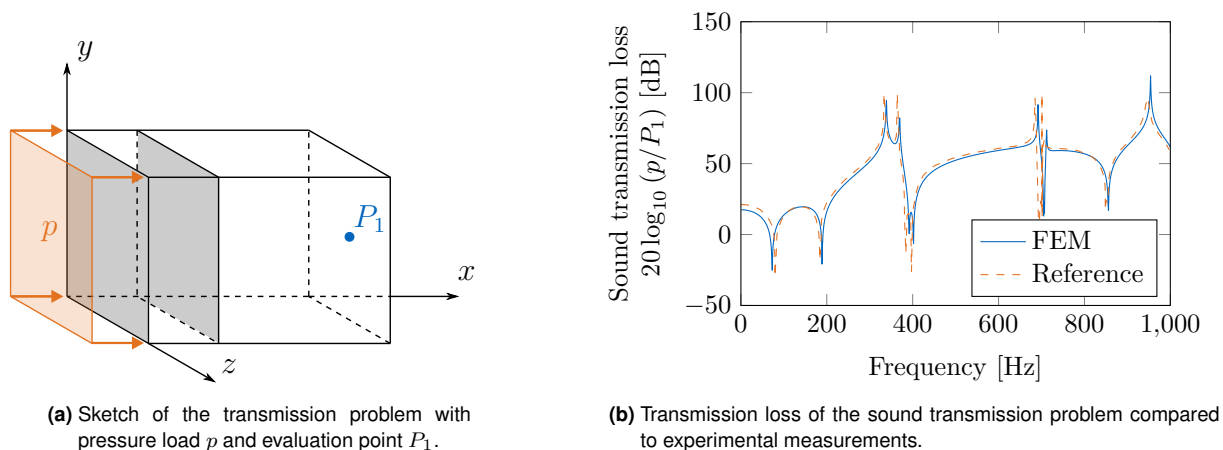 y
p
P₁
x
z
(a) Sketch of the transmission problem with
pressure load p and evaluation point P₁.
Sound transmission loss
20 log₁₀ (p/P₁) [dB]
150
100
50
0
−50
FEM
Reference
0 200 400 600 800 1,000
Frequency [Hz]
(b) Transmission loss of the sound transmission problem compared
to experimental measurements.